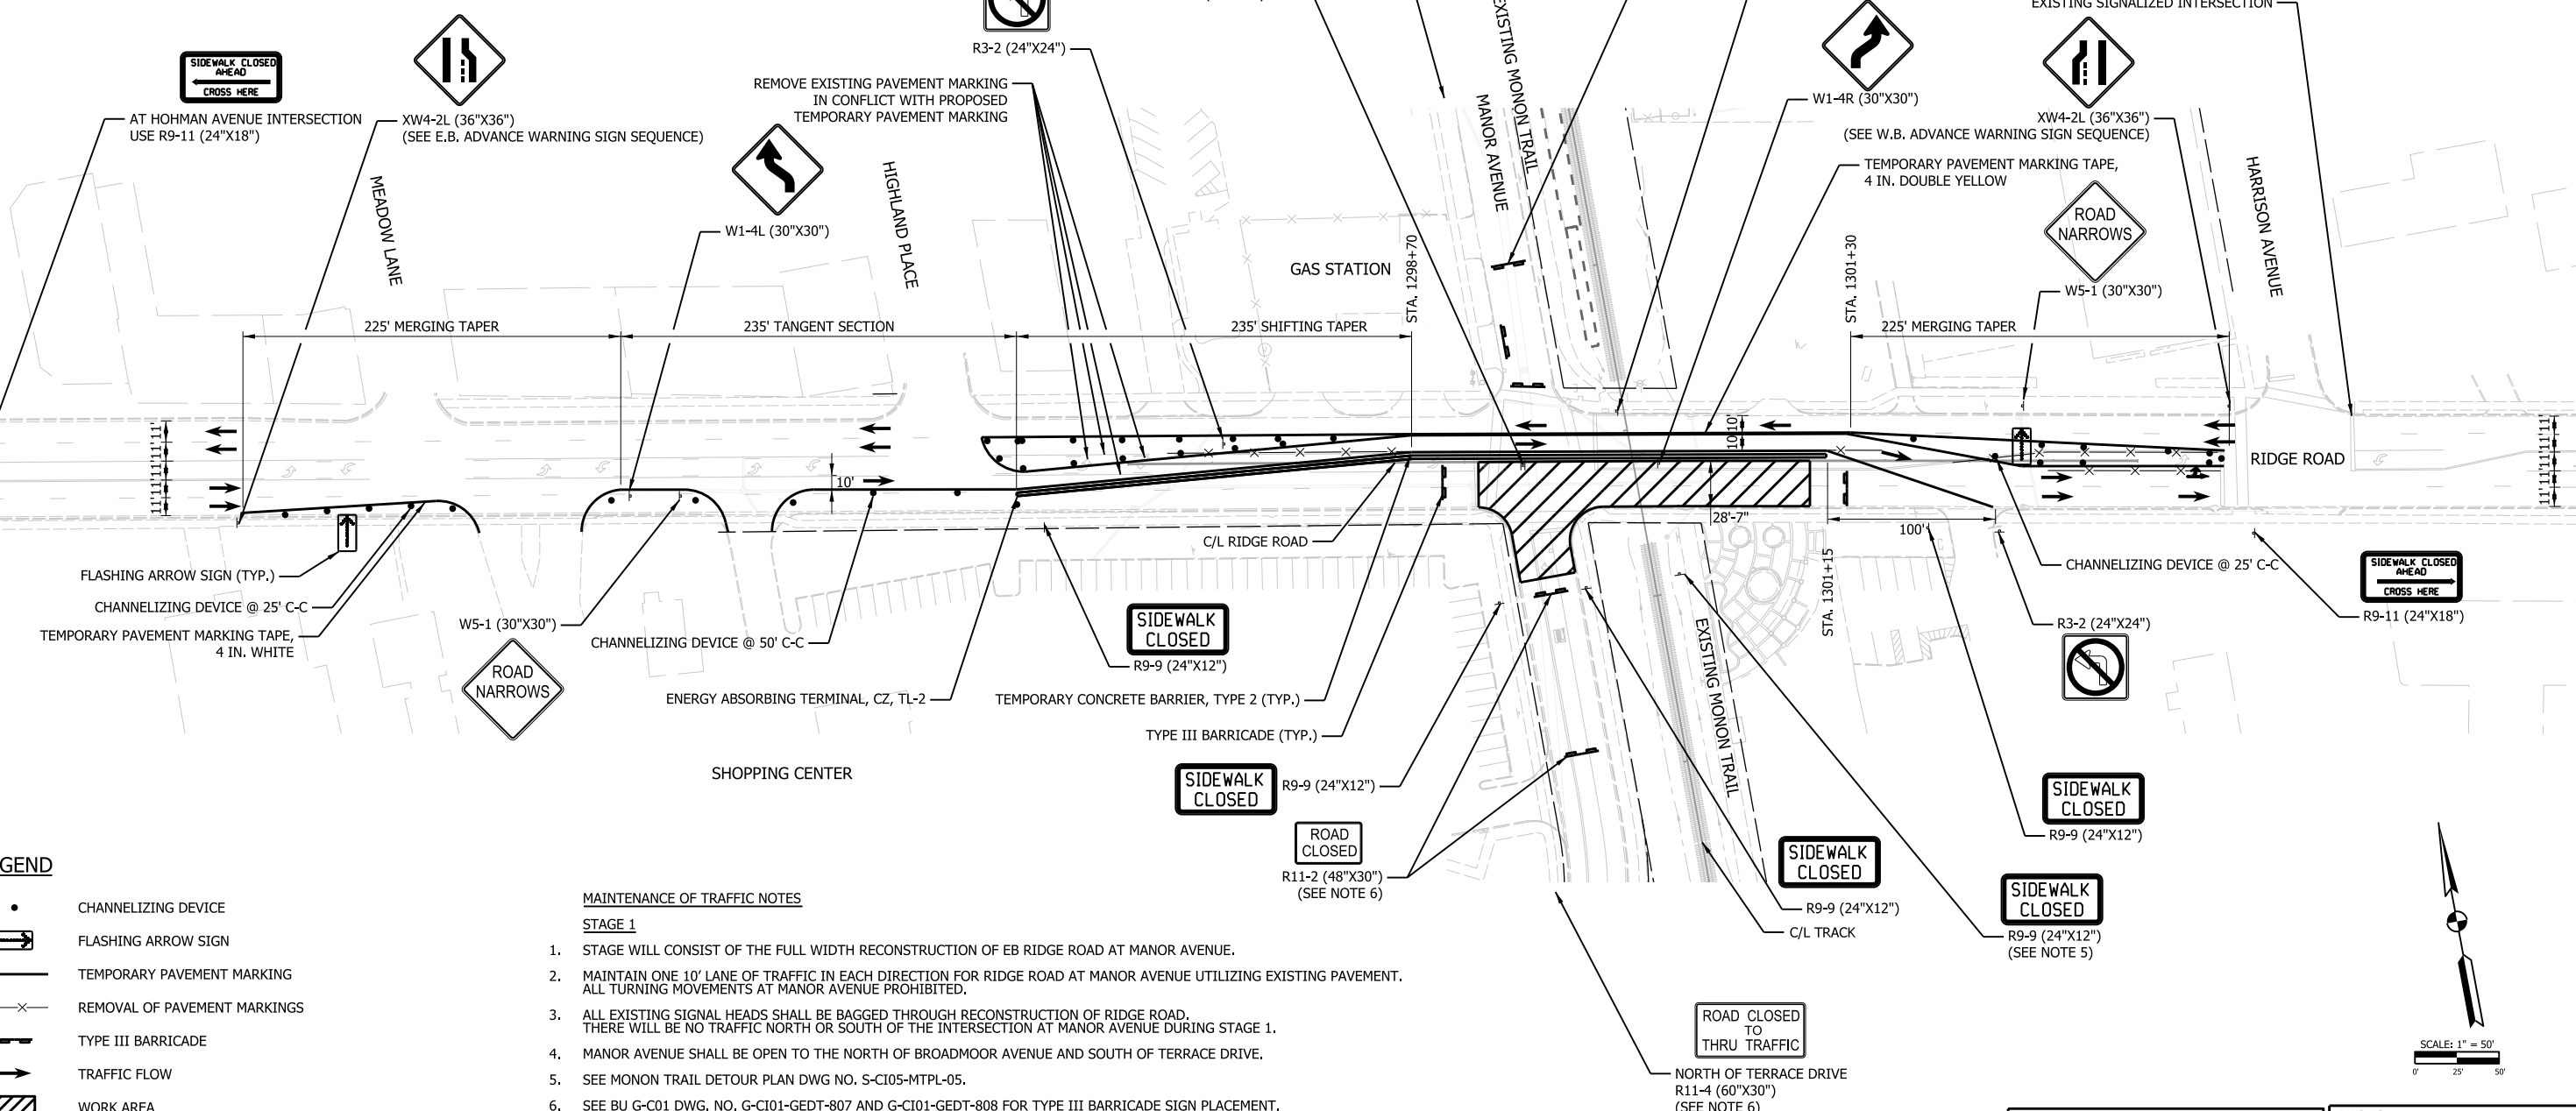 EXISTING SIGNALIZED INTERSECTION
R3-2 (24"X24")
SIDEWALK CLOSED
AHEAD
CROSS HERE
AT HOHMAN AVENUE INTERSECTION
USE R9-11 (24"X18")
XW4-2L (36"X36")
(SEE E.B. ADVANCE WARNING SIGN SEQUENCE)
REMOVE EXISTING PAVEMENT MARKING
IN CONFLICT WITH PROPOSED
TEMPORARY PAVEMENT MARKING
EXISTING MONON TRAIL
MANOR AVENUE
W1-4R (30"X30")
XW4-2L (36"X36")
(SEE W.B. ADVANCE WARNING SIGN SEQUENCE)
TEMPORARY PAVEMENT MARKING TAPE,
4 IN. DOUBLE YELLOW
MEADOW LANE
HIGHLAND PLACE
W1-4L (30"X30")
HARRISON AVENUE
ROAD
NARROWS
W5-1 (30"X30")
GAS STATION
STA. 1298+70
STA. 1301+30
225' MERGING TAPER
235' TANGENT SECTION
235' SHIFTING TAPER
225' MERGING TAPER
11'11'11'11'11'
10'
10'10'
RIDGE ROAD
11'11'11'11'11'
28'-7"
100'
C/L RIDGE ROAD
STA. 1301+15
FLASHING ARROW SIGN (TYP.)
CHANNELIZING DEVICE @ 25' C-C
TEMPORARY PAVEMENT MARKING TAPE,
4 IN. WHITE
W5-1 (30"X30")
ROAD
NARROWS
CHANNELIZING DEVICE @ 50' C-C
SIDEWALK
CLOSED
R9-9 (24"X12")
ENERGY ABSORBING TERMINAL, CZ, TL-2
TEMPORARY CONCRETE BARRIER, TYPE 2 (TYP.)
TYPE III BARRICADE (TYP.)
EXISTING MONON TRAIL
CHANNELIZING DEVICE @ 25' C-C
SIDEWALK CLOSED
AHEAD
CROSS HERE
R9-11 (24"X18")
R3-2 (24"X24")
SHOPPING CENTER
SIDEWALK
CLOSED
R9-9 (24"X12")
ROAD
CLOSED
R11-2 (48"X30")
(SEE NOTE 6)
SIDEWALK
CLOSED
R9-9 (24"X12")
SIDEWALK
CLOSED
R9-9 (24"X12")
C/L TRACK
SIDEWALK
CLOSED
R9-9 (24"X12")
(SEE NOTE 5)
ROAD CLOSED
TO
THRU TRAFFIC
NORTH OF TERRACE DRIVE
R11-4 (60"X30")
(SEE NOTE 6)
SCALE: 1" = 50'
0' 25' 50'
GEND
CHANNELIZING DEVICE
FLASHING ARROW SIGN
TEMPORARY PAVEMENT MARKING
REMOVAL OF PAVEMENT MARKINGS
TYPE III BARRICADE
TRAFFIC FLOW
WORK AREA
MAINTENANCE OF TRAFFIC NOTES
STAGE 1
1. STAGE WILL CONSIST OF THE FULL WIDTH RECONSTRUCTION OF EB RIDGE ROAD AT MANOR AVENUE.
2. MAINTAIN ONE 10' LANE OF TRAFFIC IN EACH DIRECTION FOR RIDGE ROAD AT MANOR AVENUE UTILIZING EXISTING PAVEMENT.
ALL TURNING MOVEMENTS AT MANOR AVENUE PROHIBITED.
3. ALL EXISTING SIGNAL HEADS SHALL BE BAGGED THROUGH RECONSTRUCTION OF RIDGE ROAD.
THERE WILL BE NO TRAFFIC NORTH OR SOUTH OF THE INTERSECTION AT MANOR AVENUE DURING STAGE 1.
4. MANOR AVENUE SHALL BE OPEN TO THE NORTH OF BROADMOOR AVENUE AND SOUTH OF TERRACE DRIVE.
5. SEE MONON TRAIL DETOUR PLAN DWG NO. S-CI05-MTPL-05.
6. SEE BU G-C01 DWG. NO. G-CI01-GEDT-807 AND G-CI01-GEDT-808 FOR TYPE III BARRICADE SIGN PLACEMENT.